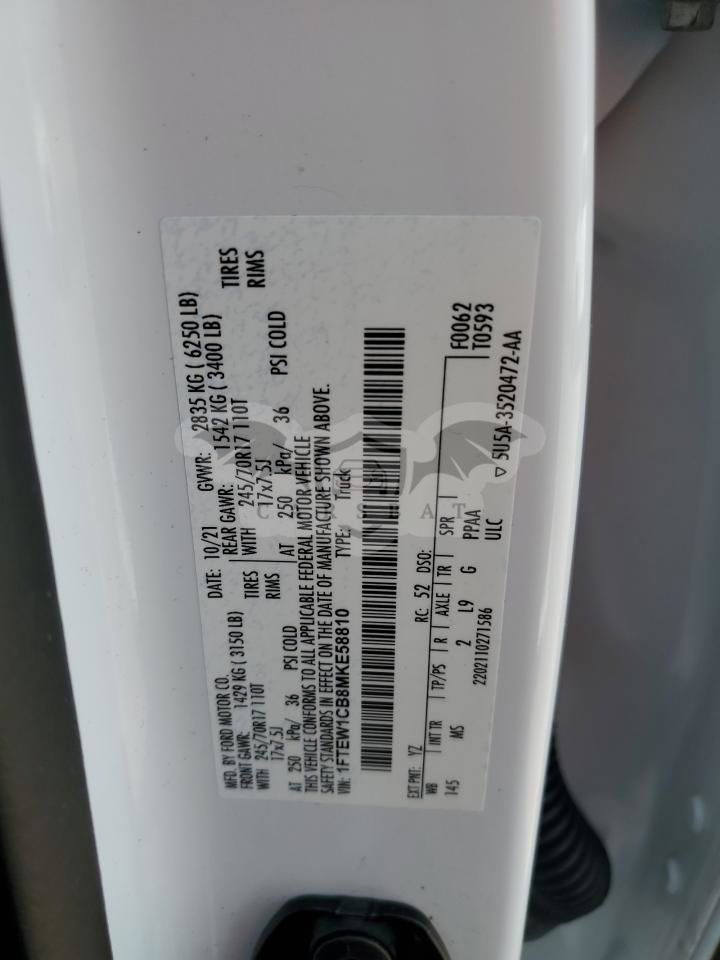 MFD. BY FORD MOTOR CO.
DATE: 10/21 GVWR: 2835 KG ( 6250 LB)
FRONT GAWR: 1429 KG ( 3150 LB) REAR GAWR: 1542 KG ( 3400 LB)
WITH 245/70R17 110T TIRES WITH 245/70R17 110T TIRES
17x7.5J RIMS 17x7.5J RIMS
AT 250 kPa/ 36 PSI COLD AT 250 kPa/ 36 PSI COLD
THIS VEHICLE CONFORMS TO ALL APPLICABLE FEDERAL MOTOR VEHICLE
SAFETY STANDARDS IN EFFECT ON THE DATE OF MANUFACTURE SHOWN ABOVE.
VIN: 1FTEW1CB8MKE58810 TYPE: Truck
CARSBAT
EXT PNT: YZ RC: 52 DSO: F0062
WB INT TR TP/PS R AXLE TR SPR T0593
145 MS 2 L9 G PPAA
2202110271586 ULC ▽ 5U5A-3520472-AA